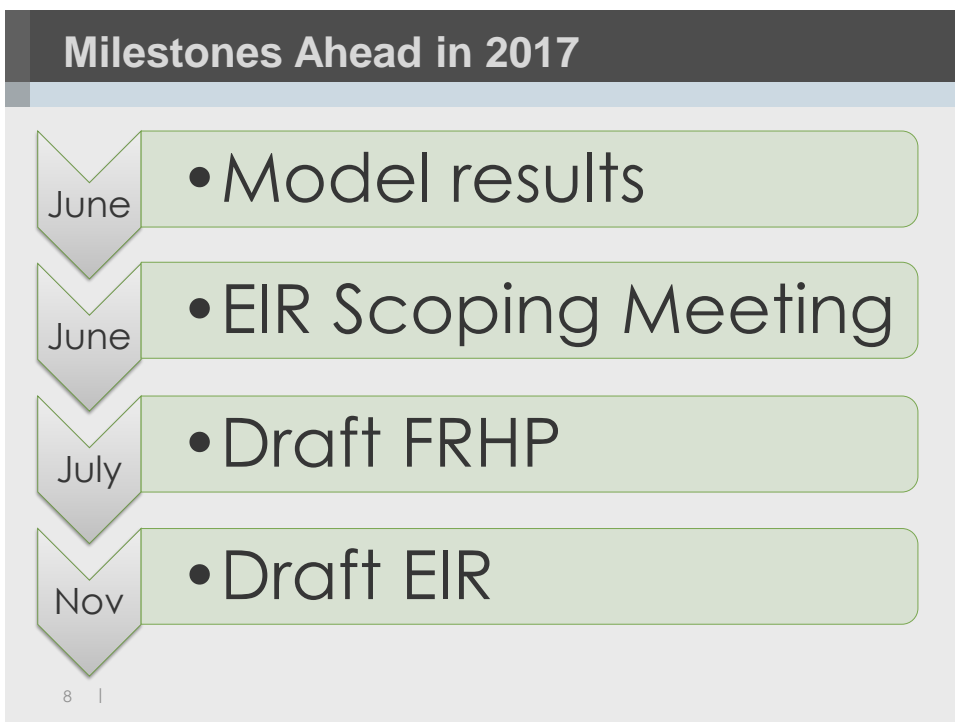 Milestones Ahead in 2017
June
•Model results
June
•EIR Scoping Meeting
July
•Draft FRHP
Nov
•Draft EIR
8 |